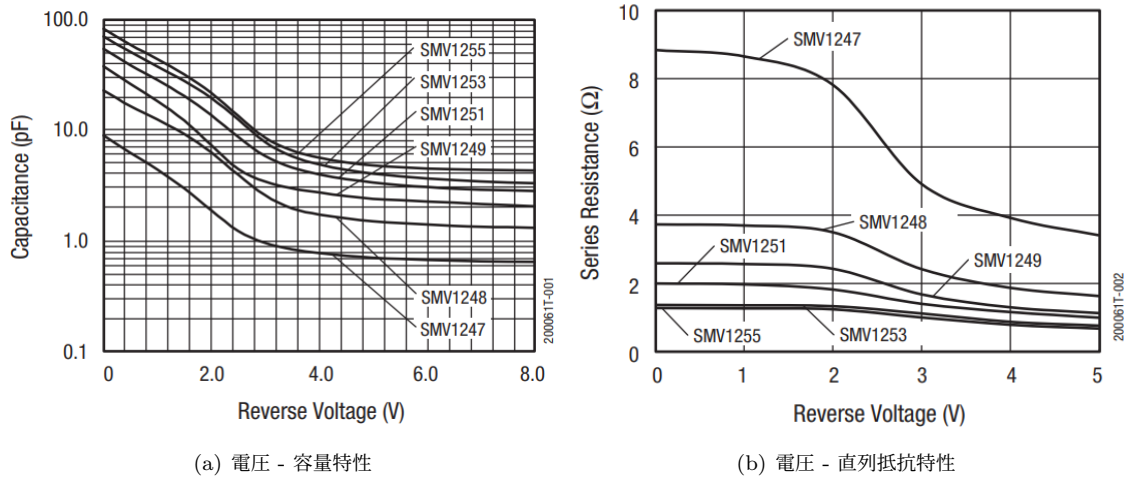 100.0
10.0
1.0
0.1
Capacitance (pF)
SMV1255
SMV1253
SMV1251
SMV1249
SMV1248
SMV1247
0
2.0
4.0
6.0
8.0
Reverse Voltage (V)
200061T-001
(a) 電圧 - 容量特性
10
8
6
4
2
0
Series Resistance (Ω)
SMV1247
SMV1248
SMV1251
SMV1249
SMV1255
SMV1253
0
1
2
3
4
5
Reverse Voltage (V)
200061T-002
(b) 電圧 - 直列抵抗特性